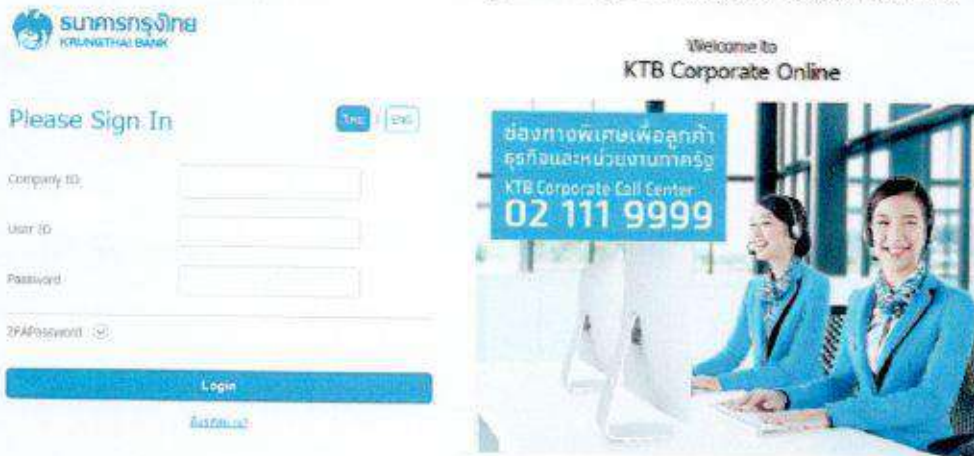 ธนาคารกรุงไทย
KRUNGTHAI BANK
Welcome to
KTB Corporate Online
Please Sign In
ไทย / ENG
ช่องทางพิเศษเพื่อลูกค้า
ธุรกิจและหน่วยงานภาครัฐ
KTB Corporate Call Center
02 111 9999
Company ID
User ID
Password
2FAPassword
Login